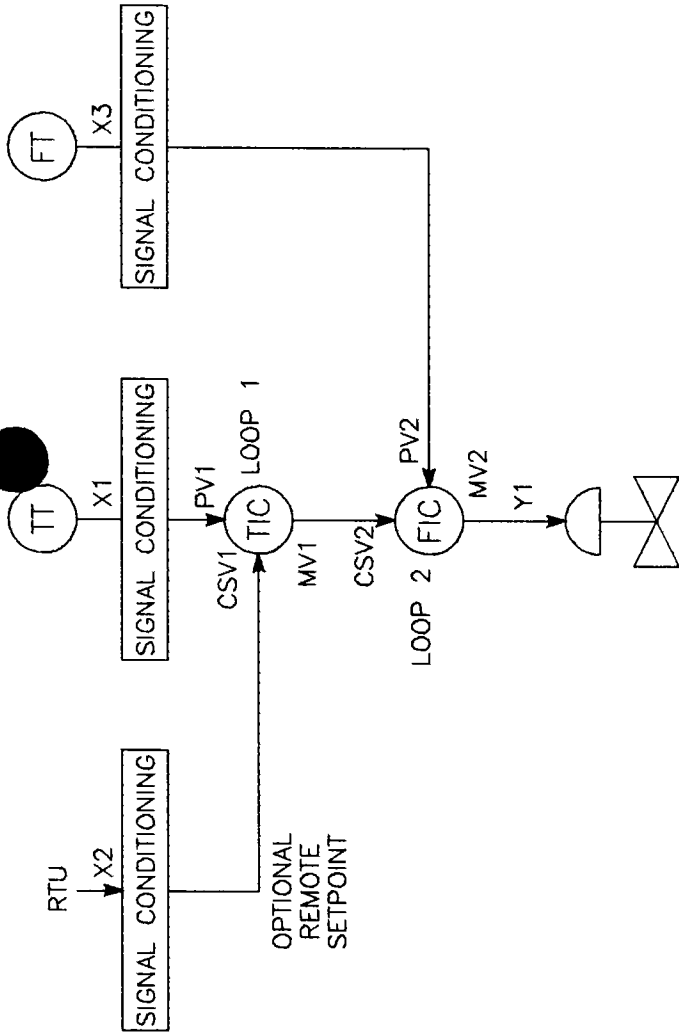 RTU
X2
SIGNAL CONDITIONING
OPTIONAL
REMOTE
SETPOINT
TT
X1
SIGNAL CONDITIONING
PV1
CSV1
TIC
LOOP 1
MV1
CSV2
FT
X3
SIGNAL CONDITIONING
PV2
FIC
LOOP 2
MV2
Y1